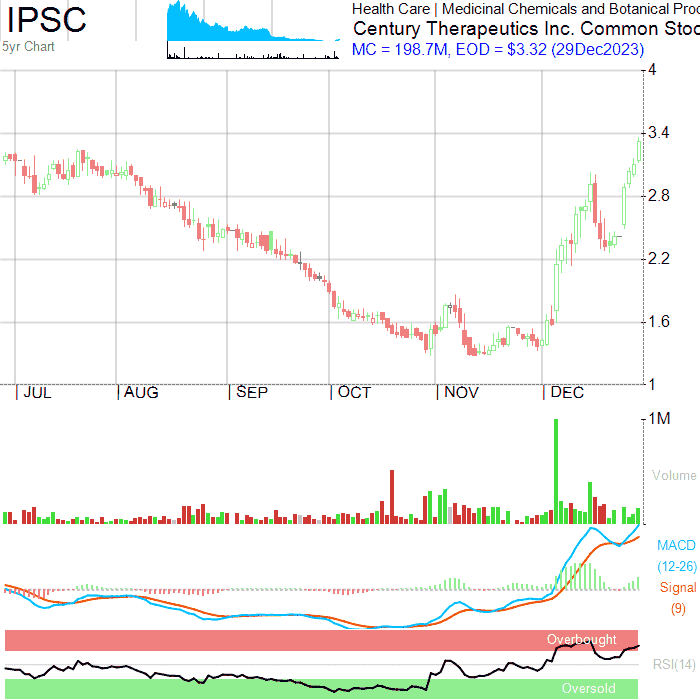 IPSC
5yr Chart
Health Care | Medicinal Chemicals and Botanical Proc
Century Therapeutics Inc. Common Stoc
MC = 198.7M, EOD = $3.32 (29Dec2023)
4
3.4
2.8
2.2
1.6
1
JUL AUG SEP OCT NOV DEC
1M
Volume
MACD
(12-26)
Signal
(9)
Overbought
RSI(14)
Oversold